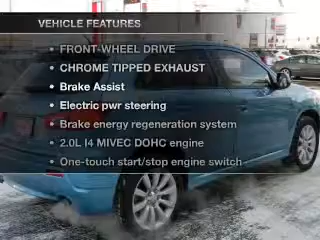 VEHICLE FEATURES
• FRONT-WHEEL DRIVE
• CHROME TIPPED EXHAUST
• Brake Assist
• Electric pwr steering
• Brake energy regeneration system
• 2.0L I4 MIVEC DOHC engine
• One-touch start/stop engine switch